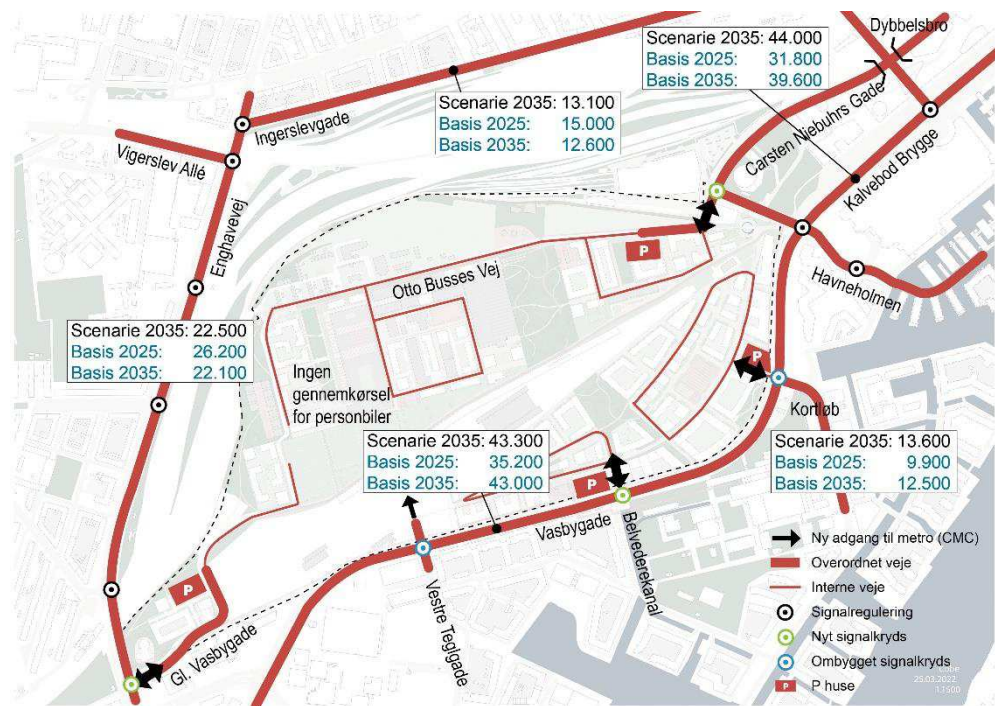 Dybbelsbro
Scenarie 2035: 44.000
Basis 2025: 31.800
Basis 2035: 39.600
Scenarie 2035: 13.100
Basis 2025: 15.000
Basis 2035: 12.600
Ingerslevgade
Vigerslev Allé
Carsten Niebuhrs Gade
Kalvebod Brygge
Enghavevej
P
Otto Busses Vej
Havneholmen
Scenarie 2035: 22.500
Basis 2025: 26.200
Basis 2035: 22.100
Ingen
gennemkørsel
for personbiler
P
Kortløb
Scenarie 2035: 43.300
Basis 2025: 35.200
Basis 2035: 43.000
Scenarie 2035: 13.600
Basis 2025: 9.900
Basis 2035: 12.500
P
Vasbygade
Belvederekanal
Vestre Teglgade
P
Gl. Vasbygade
Ny adgang til metro (CMC)
Overordnet veje
Interne veje
Signalregulering
Nyt signalkryds
Ombygget signalkryds
P P huse
25.03.2022